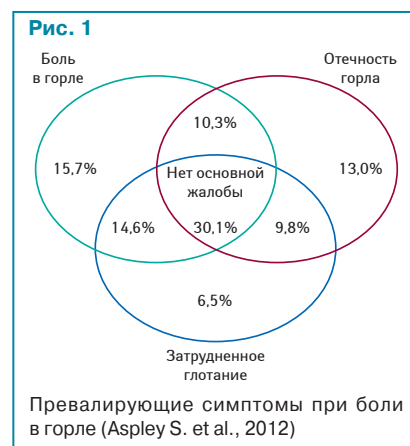 Рис. 1
Боль
в горле
Отечность
горла
10,3%
15,7%
13,0%
Нет основной
жалобы
14,6%
30,1%
9,8%
6,5%
Затрудненное
глотание
Превалирующие симптомы при боли
в горле (Aspley S. et al., 2012)